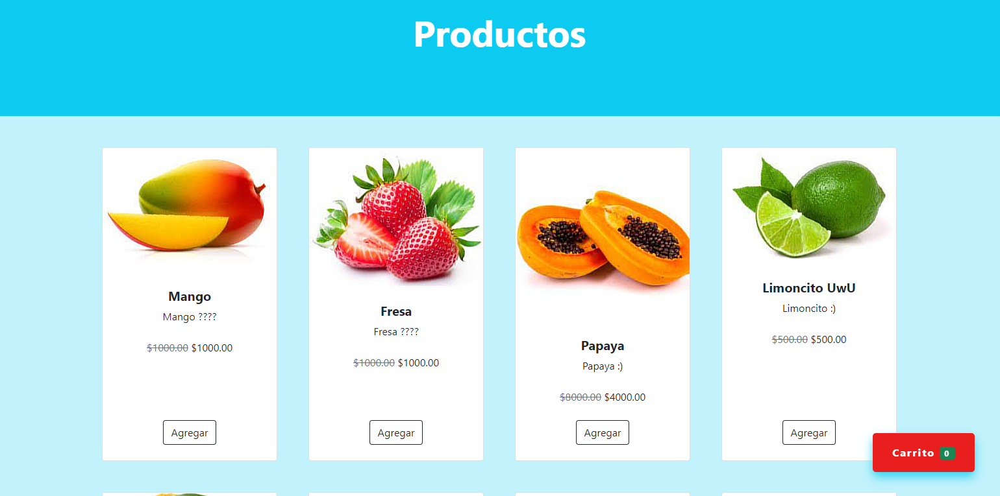 Productos
Mango
Mango ????
$1000.00 $1000.00
Agregar
Fresa
Fresa ????
$1000.00 $1000.00
Agregar
Papaya
Papaya :)
$8000.00 $4000.00
Agregar
Limoncito UwU
Limoncito :)
$500.00 $500.00
Agregar
Carrito 0